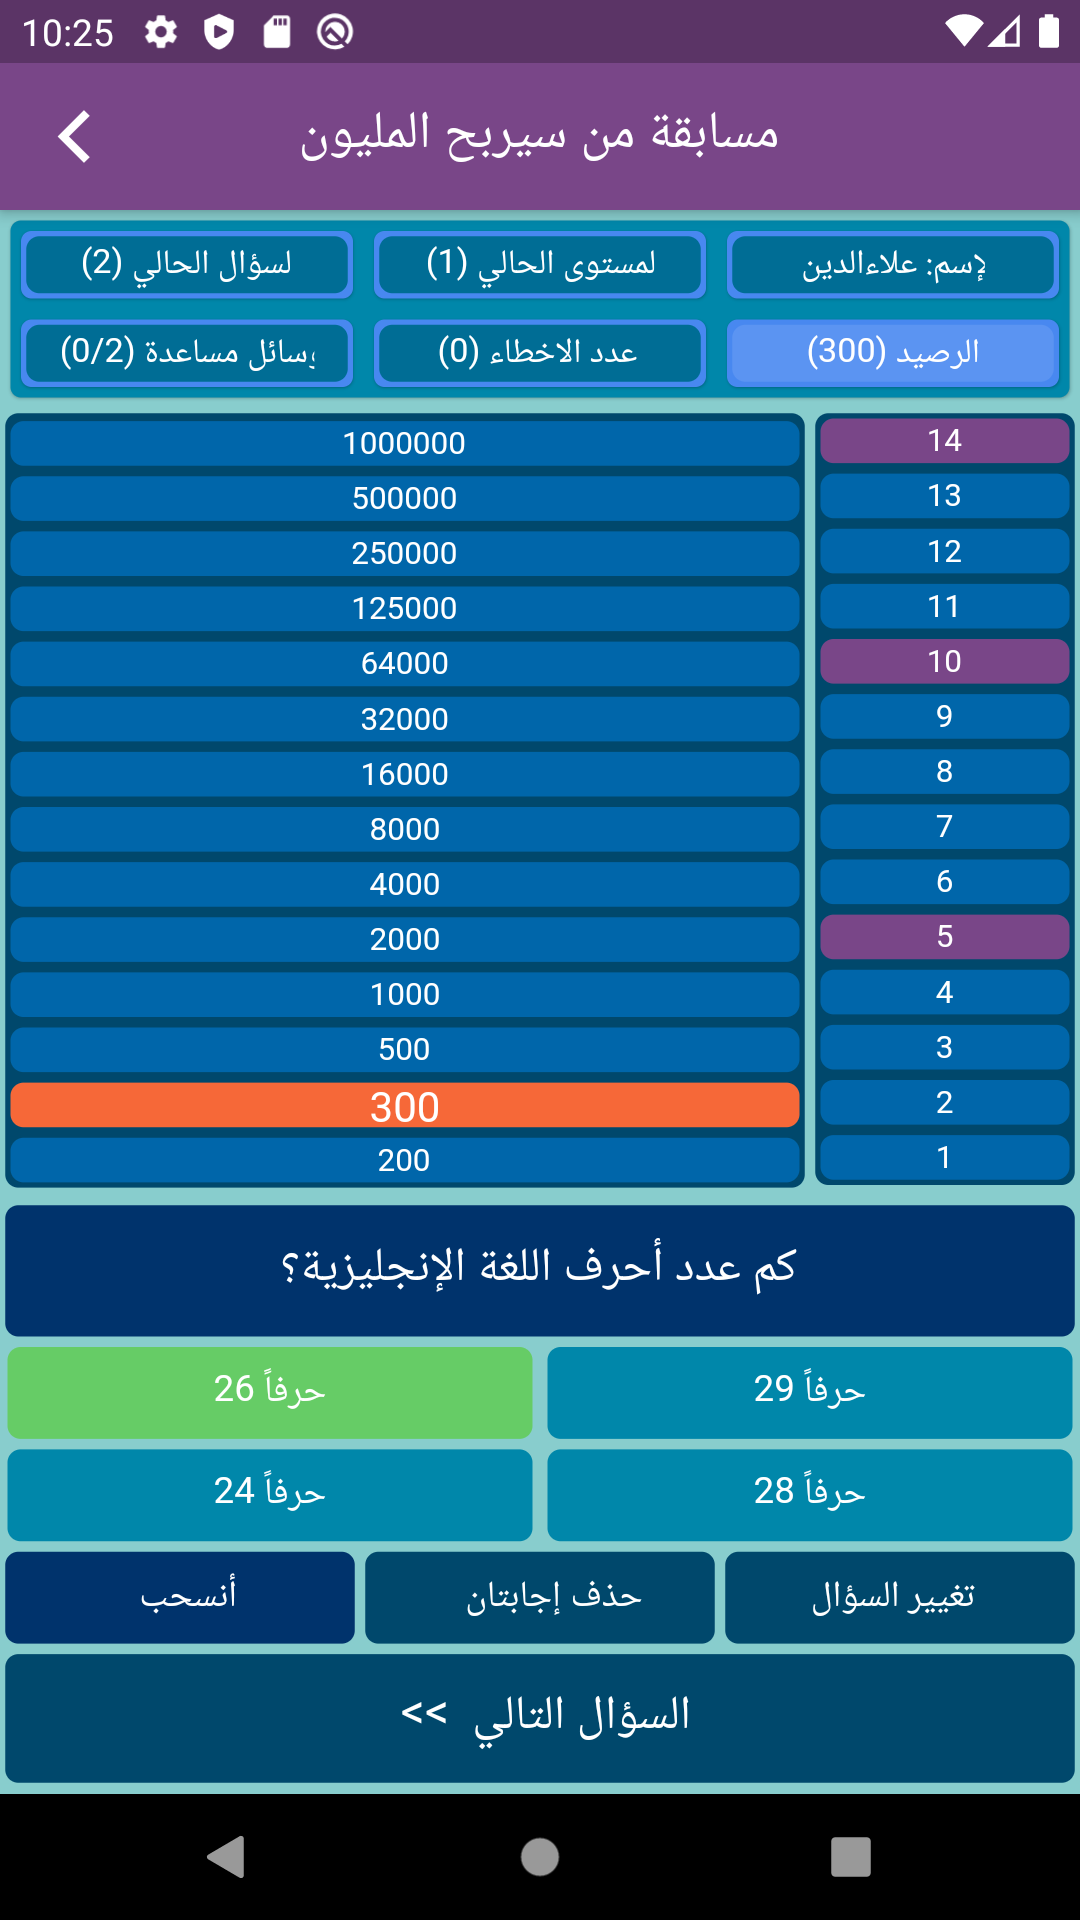 10:25
مسابقة من سيربح المليون
لإسم: علاءالدين
لمستوى الحالي (1)
لسؤال الحالي (2)
الرصيد (300)
عدد الاخطاء (0)
وسائل مساعدة (0/2)
14
1000000
13
500000
12
250000
11
125000
10
64000
9
32000
8
16000
7
8000
6
4000
5
2000
4
1000
3
500
2
300
1
200
كم عدد أحرف اللغة الإنجليزية؟
29 حرفاً
26 حرفاً
28 حرفاً
24 حرفاً
تغيير السؤال
حذف إجابتان
أنسحب
السؤال التالي >>